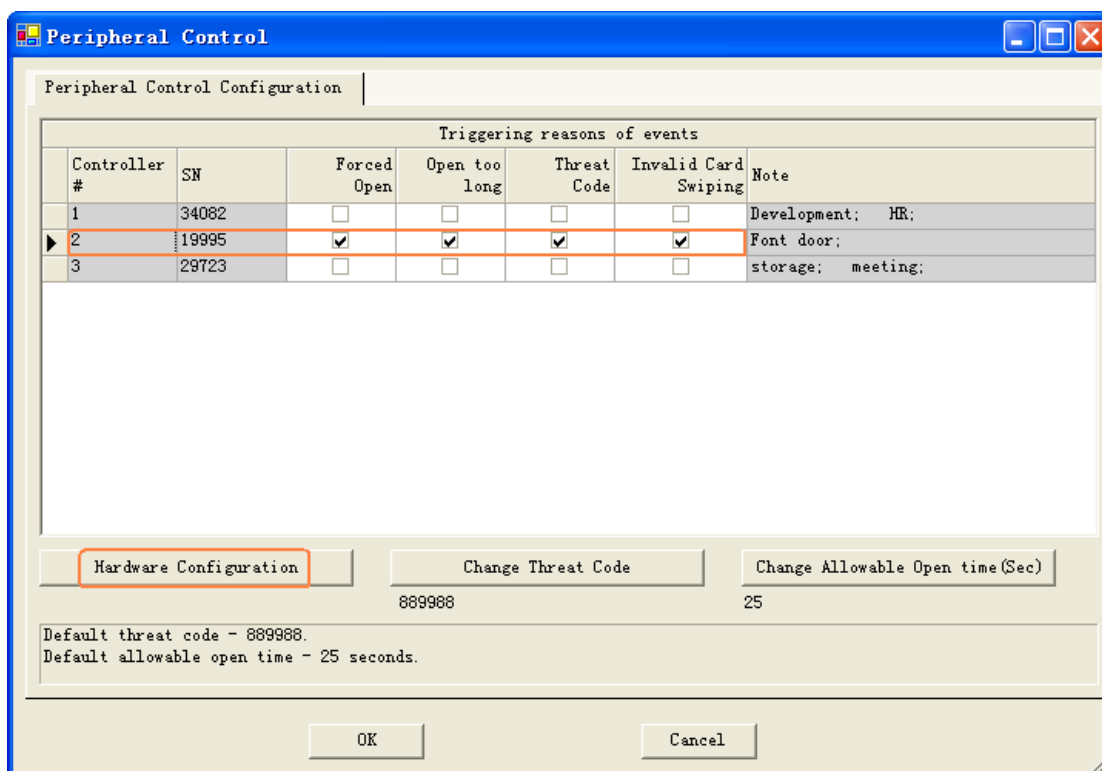 Peripheral Control
Peripheral Control Configuration
Triggering reasons of events
Controller # SN Forced Open Open too long Threat Code Invalid Card Swiping Note
1 34082 Development; HR;
2 19995 Font door;
3 29723 storage; meeting;
Hardware Configuration Change Threat Code Change Allowable Open time(Sec)
889988 25
Default threat code - 889988.
Default allowable open time - 25 seconds.
OK Cancel